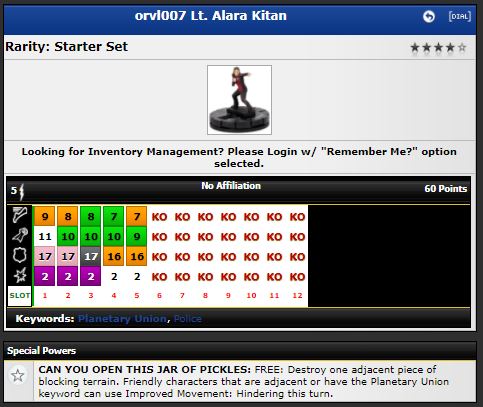 orvl007 Lt. Alara Kitan
[DIAL]
Rarity: Starter Set
Looking for Inventory Management? Please Login w/ "Remember Me?" option
selected.
5 No Affiliation 60 Points
9 8 8 7 7 KO KO KO KO KO KO KO
11 10 10 10 9 KO KO KO KO KO KO KO
17 17 17 16 16 KO KO KO KO KO KO KO
2 2 2 2 2 KO KO KO KO KO KO KO
SLOT 1 2 3 4 5 6 7 8 9 10 11 12
Keywords: Planetary Union, Police
Special Powers
CAN YOU OPEN THIS JAR OF PICKLES: FREE: Destroy one adjacent piece of
blocking terrain. Friendly characters that are adjacent or have the Planetary Union
keyword can use Improved Movement: Hindering this turn.